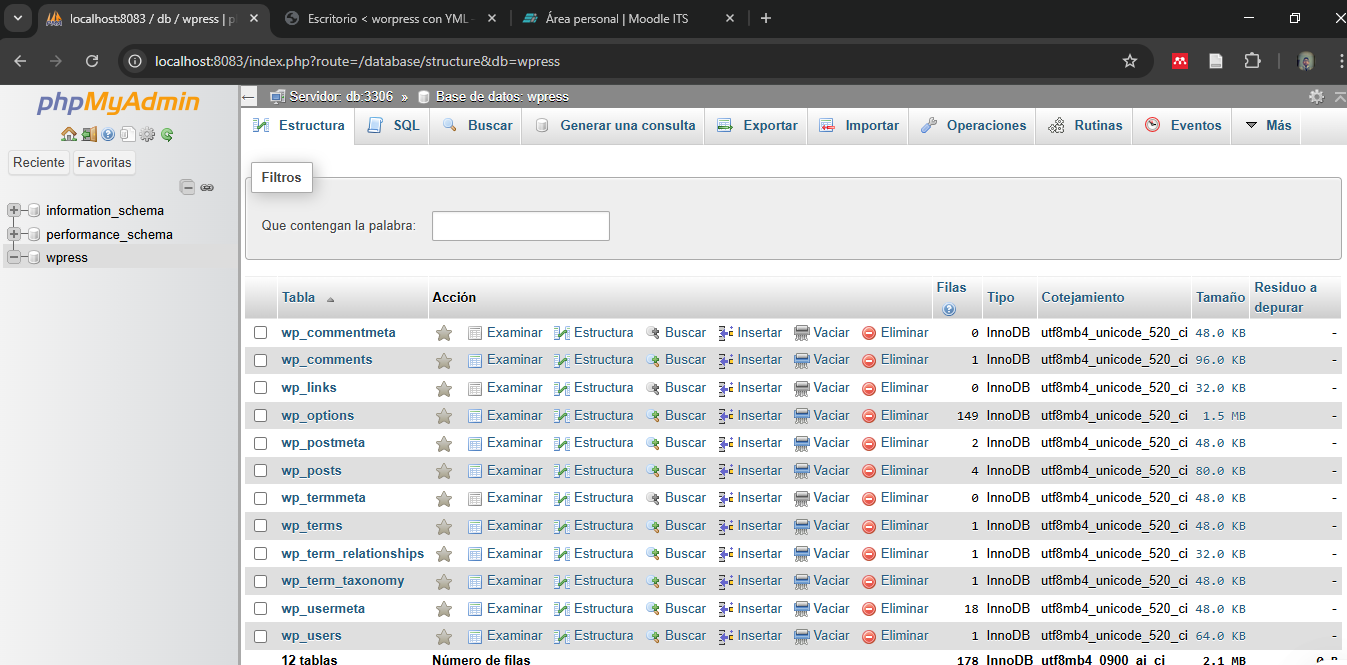 localhost:8083 / db / wpress | p
Escritorio < worpress con YML –
Área personal | Moodle ITS
localhost:8083/index.php?route=/database/structure&db=wpress
phpMyAdmin
Servidor: db:3306 » Base de datos: wpress
Estructura SQL Buscar Generar una consulta Exportar Importar Operaciones Rutinas Eventos Más
Reciente Favoritas
information_schema
performance_schema
wpress
Filtros
Que contengan la palabra:
Tabla Acción Filas Tipo Cotejamiento Tamaño Residuo a depurar
wp_commentmeta Examinar Estructura Buscar Insertar Vaciar Eliminar 0 InnoDB utf8mb4_unicode_520_ci 48.0 KB -
wp_comments Examinar Estructura Buscar Insertar Vaciar Eliminar 1 InnoDB utf8mb4_unicode_520_ci 96.0 KB -
wp_links Examinar Estructura Buscar Insertar Vaciar Eliminar 0 InnoDB utf8mb4_unicode_520_ci 32.0 KB -
wp_options Examinar Estructura Buscar Insertar Vaciar Eliminar 149 InnoDB utf8mb4_unicode_520_ci 1.5 MB -
wp_postmeta Examinar Estructura Buscar Insertar Vaciar Eliminar 2 InnoDB utf8mb4_unicode_520_ci 48.0 KB -
wp_posts Examinar Estructura Buscar Insertar Vaciar Eliminar 4 InnoDB utf8mb4_unicode_520_ci 80.0 KB -
wp_termmeta Examinar Estructura Buscar Insertar Vaciar Eliminar 0 InnoDB utf8mb4_unicode_520_ci 48.0 KB -
wp_terms Examinar Estructura Buscar Insertar Vaciar Eliminar 1 InnoDB utf8mb4_unicode_520_ci 48.0 KB -
wp_term_relationships Examinar Estructura Buscar Insertar Vaciar Eliminar 1 InnoDB utf8mb4_unicode_520_ci 32.0 KB -
wp_term_taxonomy Examinar Estructura Buscar Insertar Vaciar Eliminar 1 InnoDB utf8mb4_unicode_520_ci 48.0 KB -
wp_usermeta Examinar Estructura Buscar Insertar Vaciar Eliminar 18 InnoDB utf8mb4_unicode_520_ci 48.0 KB -
wp_users Examinar Estructura Buscar Insertar Vaciar Eliminar 1 InnoDB utf8mb4_unicode_520_ci 64.0 KB -
12 tablas Número de filas 178 InnoDB utf8mb4_0900_ai_ci 2.1 MB 0 B